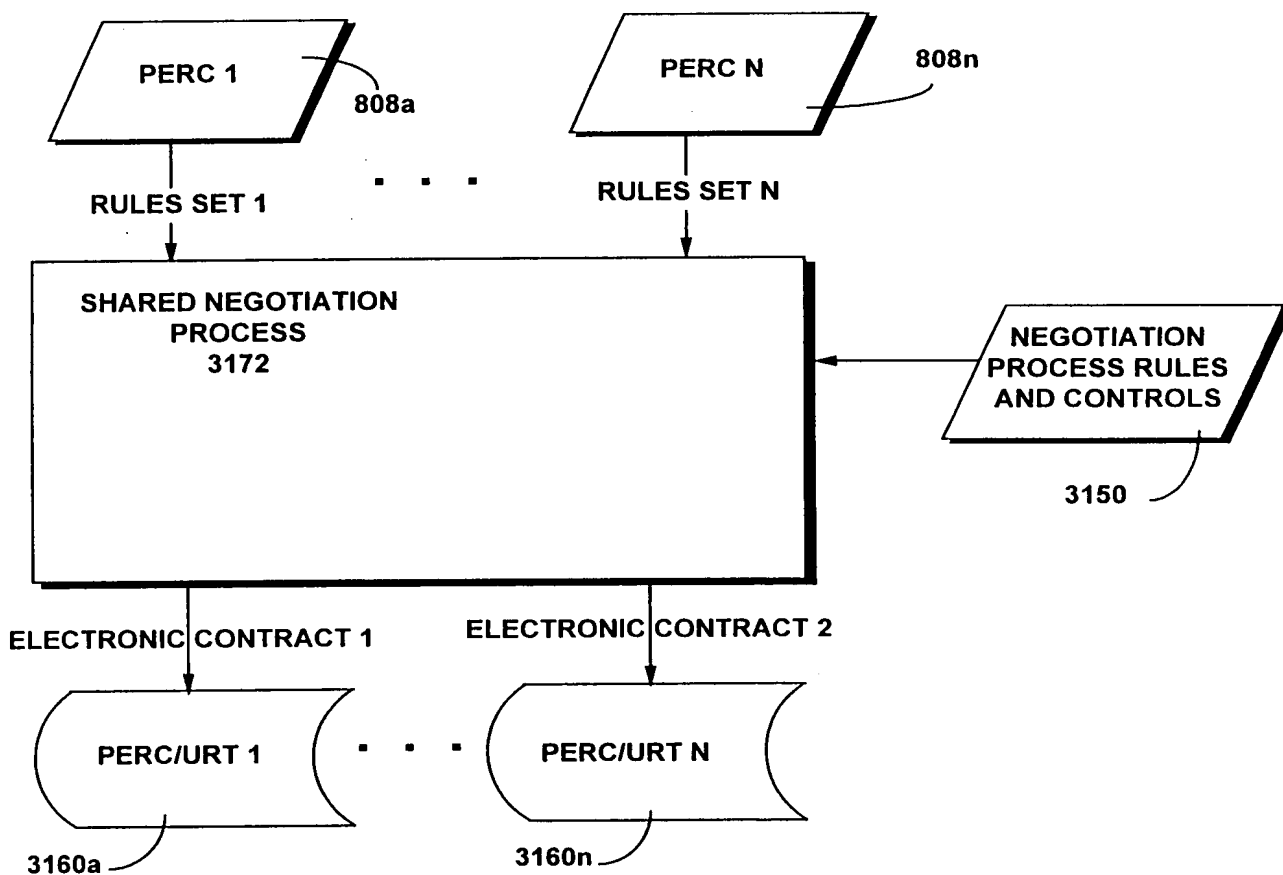 PERC 1
808a
PERC N
808n
RULES SET 1
RULES SET N
SHARED NEGOTIATION
PROCESS
3172
NEGOTIATION
PROCESS RULES
AND CONTROLS
3150
ELECTRONIC CONTRACT 1
ELECTRONIC CONTRACT 2
PERC/URT 1
PERC/URT N
3160a
3160n